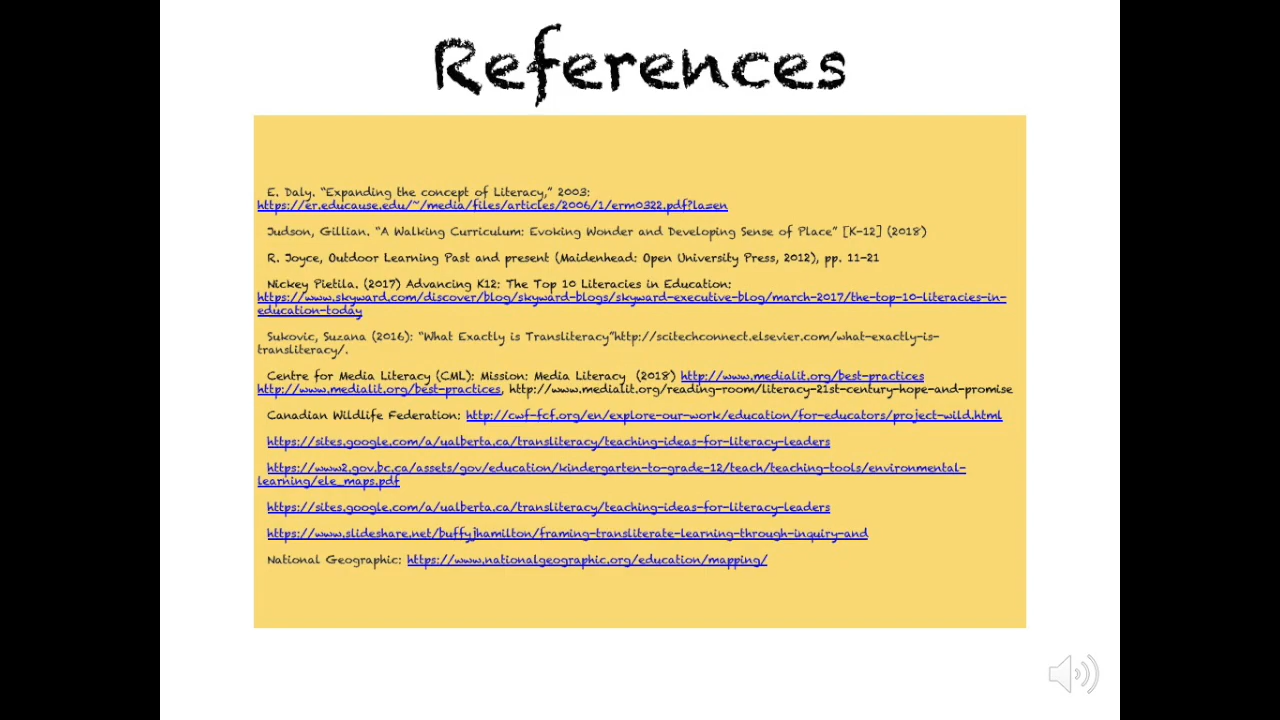 References
E. Daly. “Expanding the concept of Literacy,” 2003:
https://er.educause.edu/~/media/files/articles/2006/1/erm0322.pdf?la=en
Judson, Gillian. “A Walking Curriculum: Evoking Wonder and Developing Sense of Place” [K-12] (2018)
R. Joyce, Outdoor Learning Past and present (Maidenhead: Open University Press, 2012), pp. 11-21
Nickey Pietila. (2017) Advancing K12: The Top 10 Literacies in Education:
https://www.skyward.com/discover/blog/skyward-blogs/skyward-executive-blog/march-2017/the-top-10-literacies-in-
education-today
Sukovic, Suzana (2016): “What Exactly is Transliteracy”http://scitechconnect.elsevier.com/what-exactly-is-
transliteracy/.
Centre for Media Literacy (CML): Mission: Media Literacy (2018) http://www.medialit.org/best-practices
http://www.medialit.org/best-practices, http://www.medialit.org/reading-room/literacy-21st-century-hope-and-promise
Canadian Wildlife Federation: http://cwf-fcf.org/en/explore-our-work/education/for-educators/project-wild.html
https://sites.google.com/a/ualberta.ca/transliteracy/teaching-ideas-for-literacy-leaders
https://www2.gov.bc.ca/assets/gov/education/kindergarten-to-grade-12/teach/teaching-tools/environmental-
learning/ele_maps.pdf
https://sites.google.com/a/ualberta.ca/transliteracy/teaching-ideas-for-literacy-leaders
https://www.slideshare.net/buffyjhamilton/framing-transliterate-learning-through-inquiry-and
National Geographic: https://www.nationalgeographic.org/education/mapping/